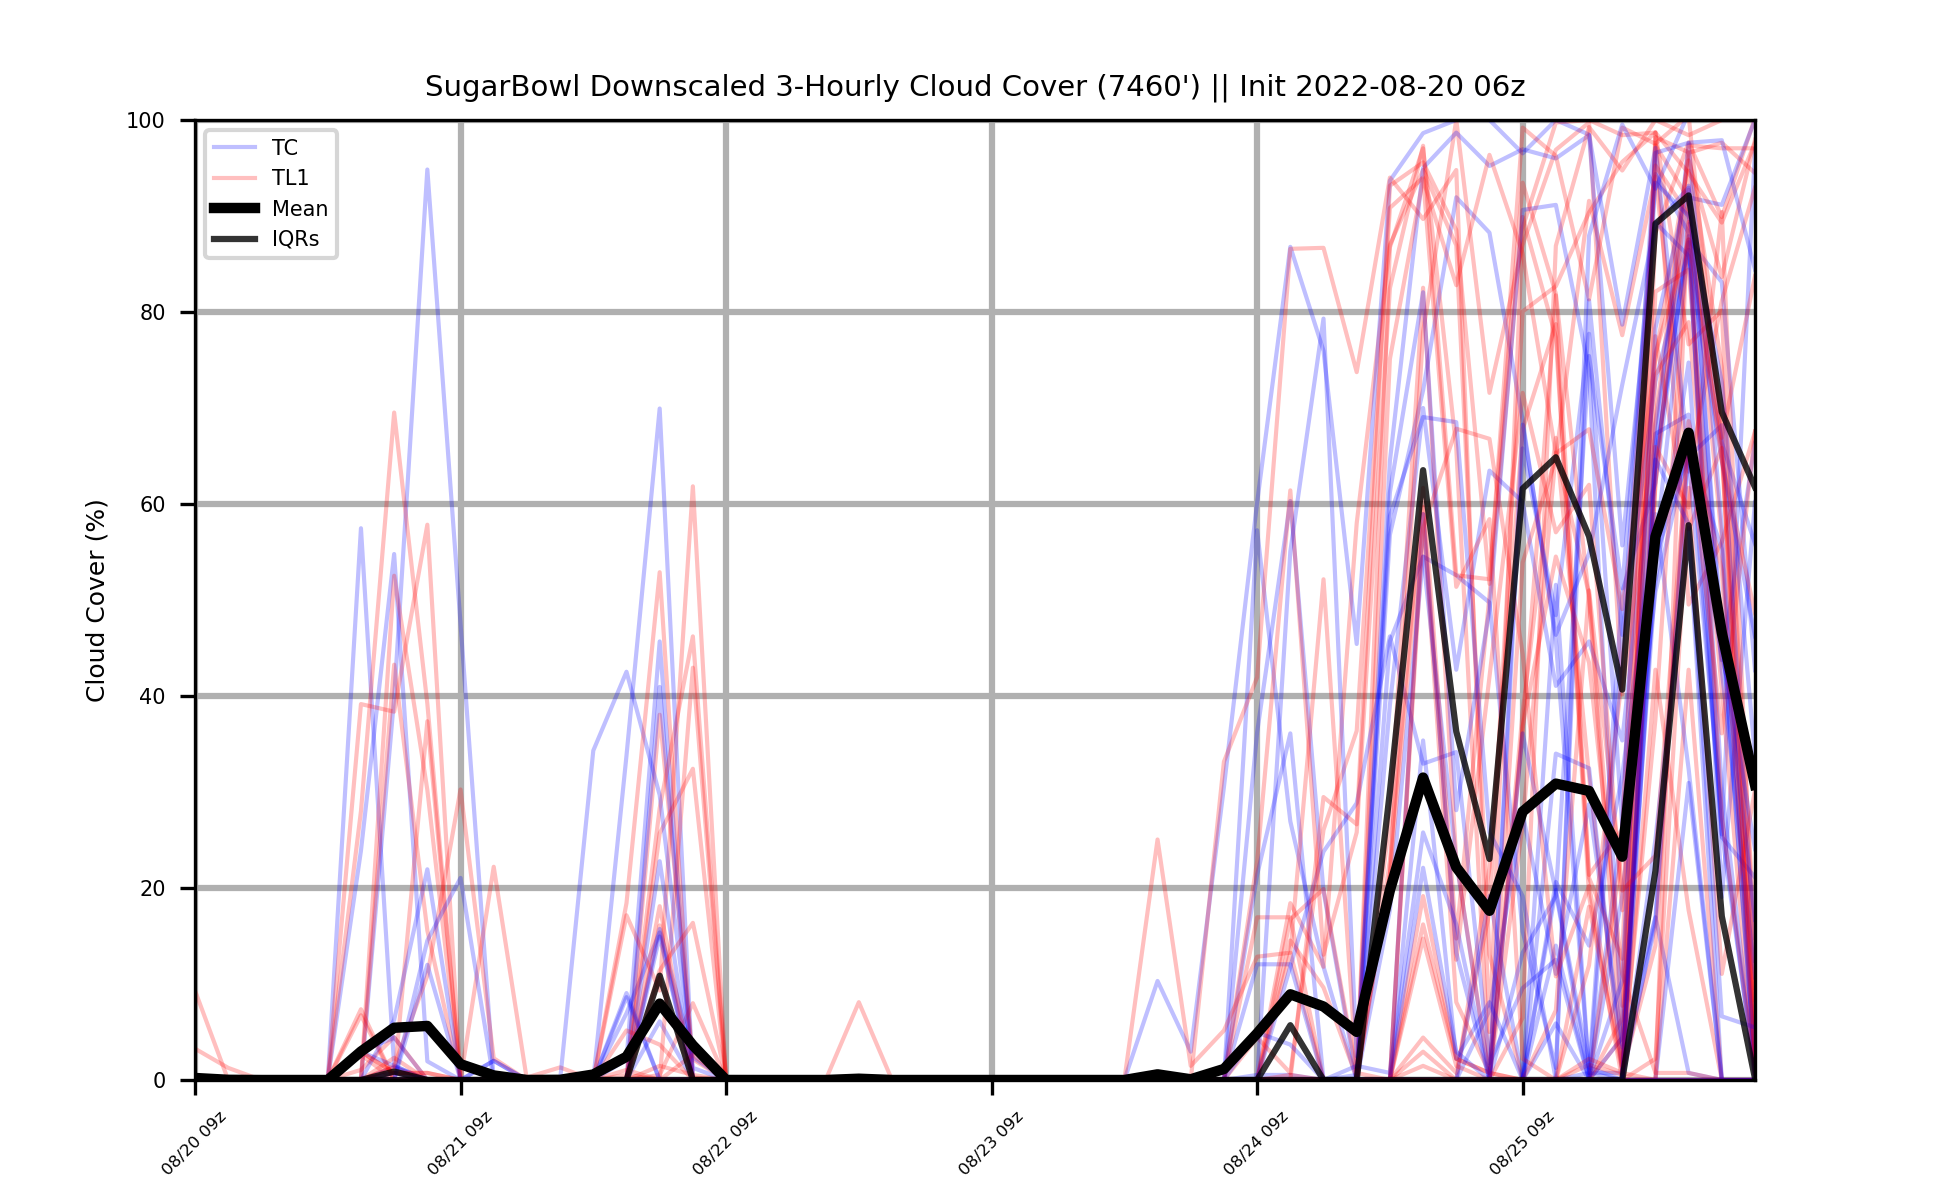 SugarBowl Downscaled 3-Hourly Cloud Cover (7460') || Init 2022-08-20 06z
100
80
60
40
20
0
Cloud Cover (%)
TC
TL1
Mean
IQRs
08/20 09z
08/21 09z
08/22 09z
08/23 09z
08/24 09z
08/25 09z